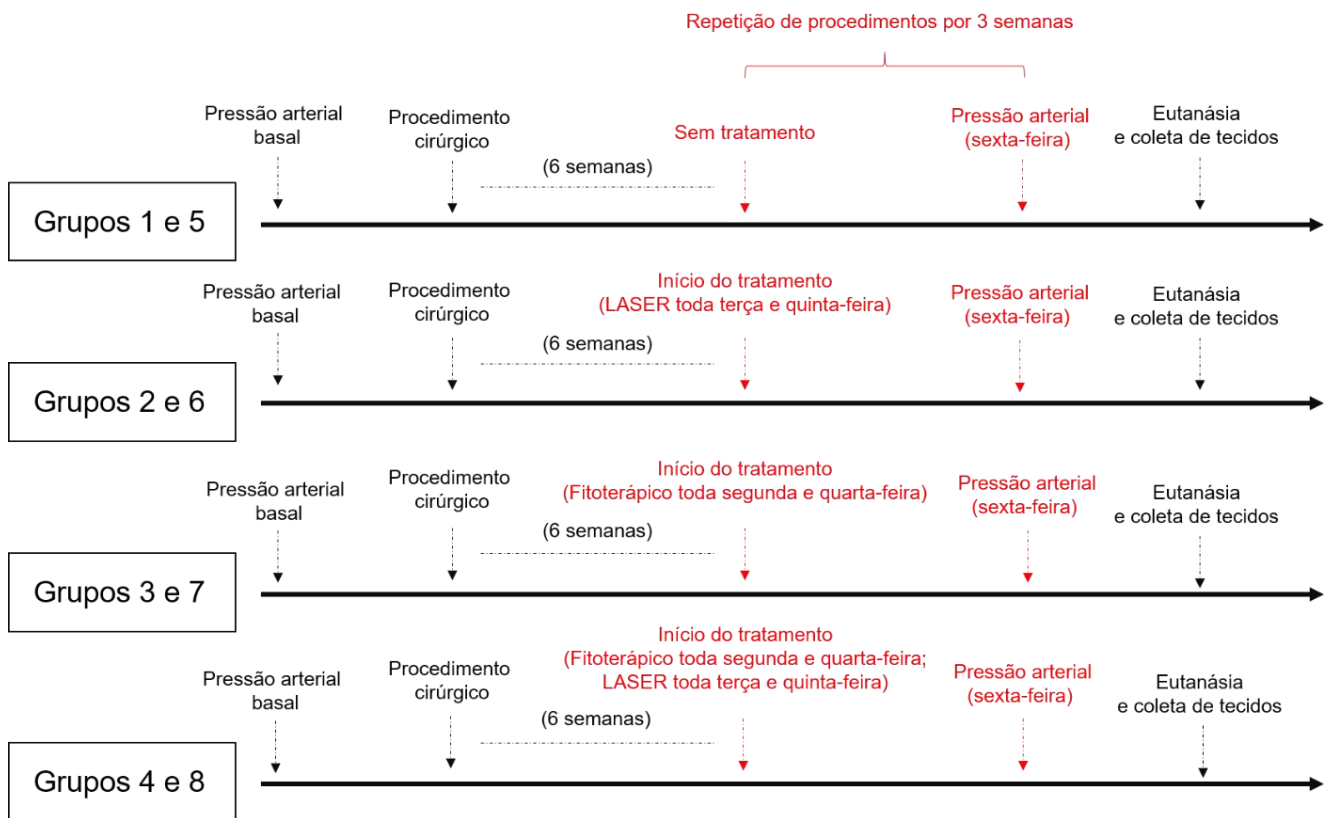 Repetição de procedimentos por 3 semanas
Pressão arterial
basal
Procedimento
cirúrgico
(6 semanas)
Sem tratamento
Pressão arterial
(sexta-feira)
Eutanásia
e coleta de tecidos
Grupos 1 e 5
Pressão arterial
basal
Procedimento
cirúrgico
(6 semanas)
Início do tratamento
(LASER toda terça e quinta-feira)
Pressão arterial
(sexta-feira)
Eutanásia
e coleta de tecidos
Grupos 2 e 6
Pressão arterial
basal
Procedimento
cirúrgico
(6 semanas)
Início do tratamento
(Fitoterápico toda segunda e quarta-feira)
Pressão arterial
(sexta-feira)
Eutanásia
e coleta de tecidos
Grupos 3 e 7
Pressão arterial
basal
Procedimento
cirúrgico
(6 semanas)
Início do tratamento
(Fitoterápico toda segunda e quarta-feira;
LASER toda terça e quinta-feira)
Pressão arterial
(sexta-feira)
Eutanásia
e coleta de tecidos
Grupos 4 e 8